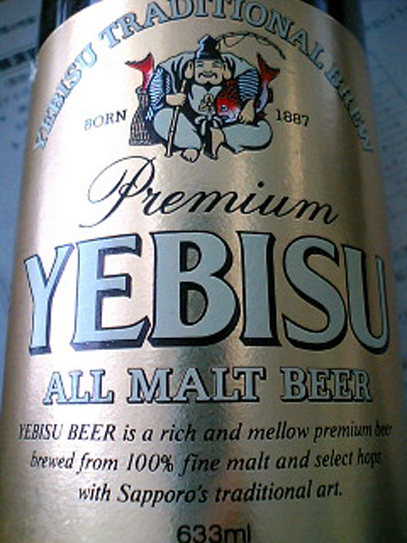 YEBISU TRADITIONAL BREW
BORN 1887
Premium
YEBISU
ALL MALT BEER
YEBISU BEER is a rich and mellow premium beer
brewed from 100% fine malt and select hops
with Sapporo's traditional art.
633ml